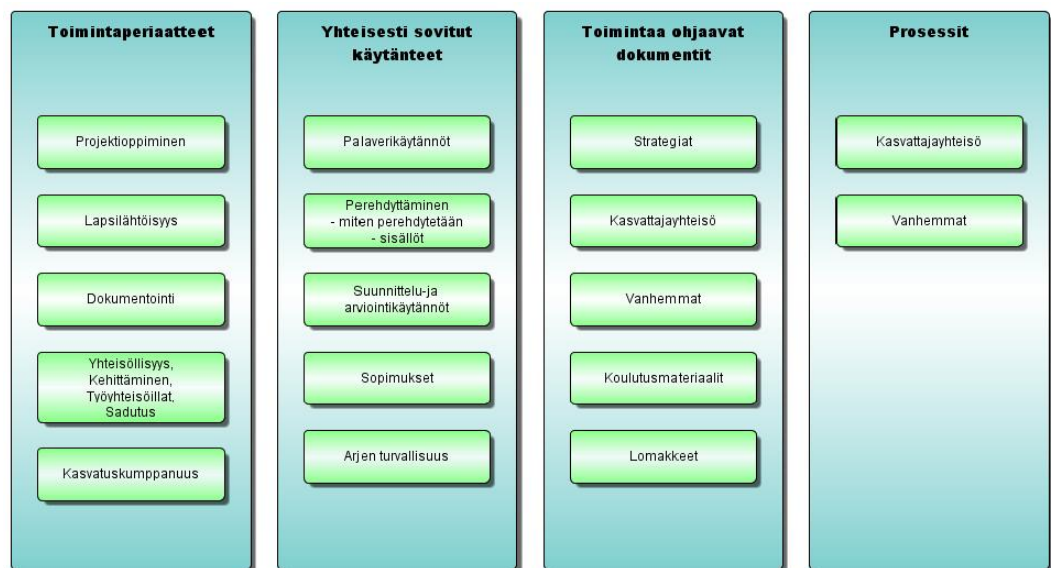 Toimintaperiaatteet
Projektioppiminen
Lapsilähtöisyys
Dokumentointi
Yhteisöllisyys,
Kehittäminen,
Työyhteisöillat,
Sadutus
Kasvatuskumppanuus
Yhteisesti sovitut
käytänteet
Palaverikäytännöt
Perehdyttäminen
- miten perehdytetään
- sisällöt
Suunnittelu-ja
arviointikäytännöt
Sopimukset
Arjen turvallisuus
Toimintaa ohjaavat
dokumentit
Strategiat
Kasvattajayhteisö
Vanhemmat
Koulutusmateriaalit
Lomakkeet
Prosessit
Kasvattajayhteisö
Vanhemmat